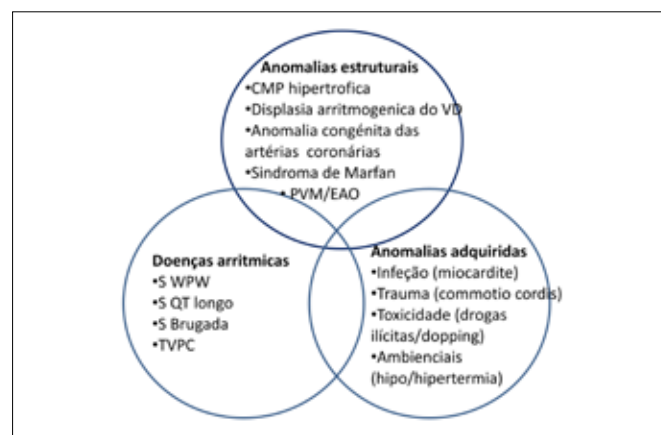 Anomalias estruturais
•CMP hipertrofica
•Displasia arritmogenica do VD
•Anomalia congénita das
artérias coronárias
•Sindroma de Marfan
•PVM/EAO
Doenças arritmicas
•S WPW
•S QT longo
•S Brugada
•TVPC
Anomalias adquiridas
•Infeção (miocardite)
•Trauma (commotio cordis)
•Toxicidade (drogas
ilícitas/dopping)
•Ambienciais
(hipo/hipertermia)